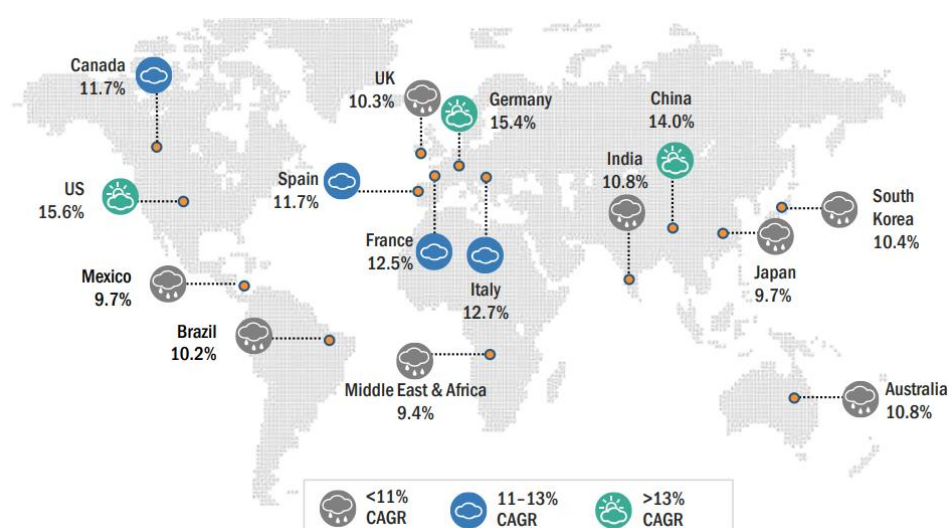 Canada
11.7%
UK
10.3%
Germany
15.4%
China
14.0%
US
15.6%
Spain
11.7%
India
10.8%
South
Korea
10.4%
France
12.5%
Italy
12.7%
Japan
9.7%
Mexico
9.7%
Brazil
10.2%
Middle East & Africa
9.4%
Australia
10.8%
<11%
CAGR
11–13%
CAGR
>13%
CAGR